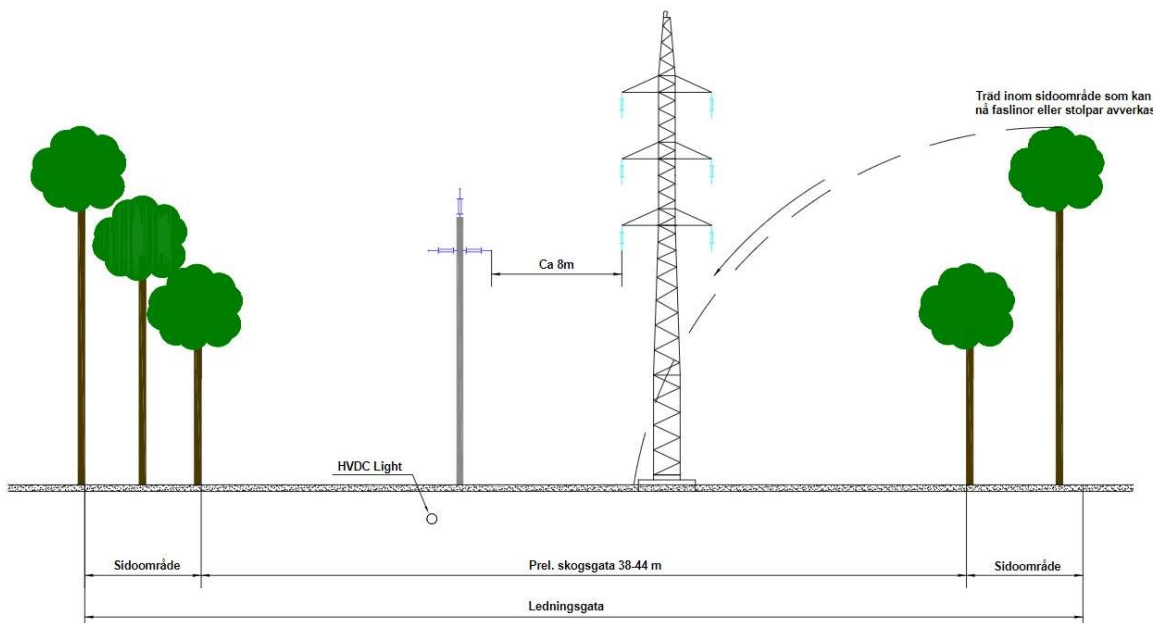 Träd inom sidoområde som kan
nå faslinor eller stolpar avverkas
Ca 8m
HVDC Light
Sidoområde
Prel. skogsgata 38-44 m
Sidoområde
Ledningsgata